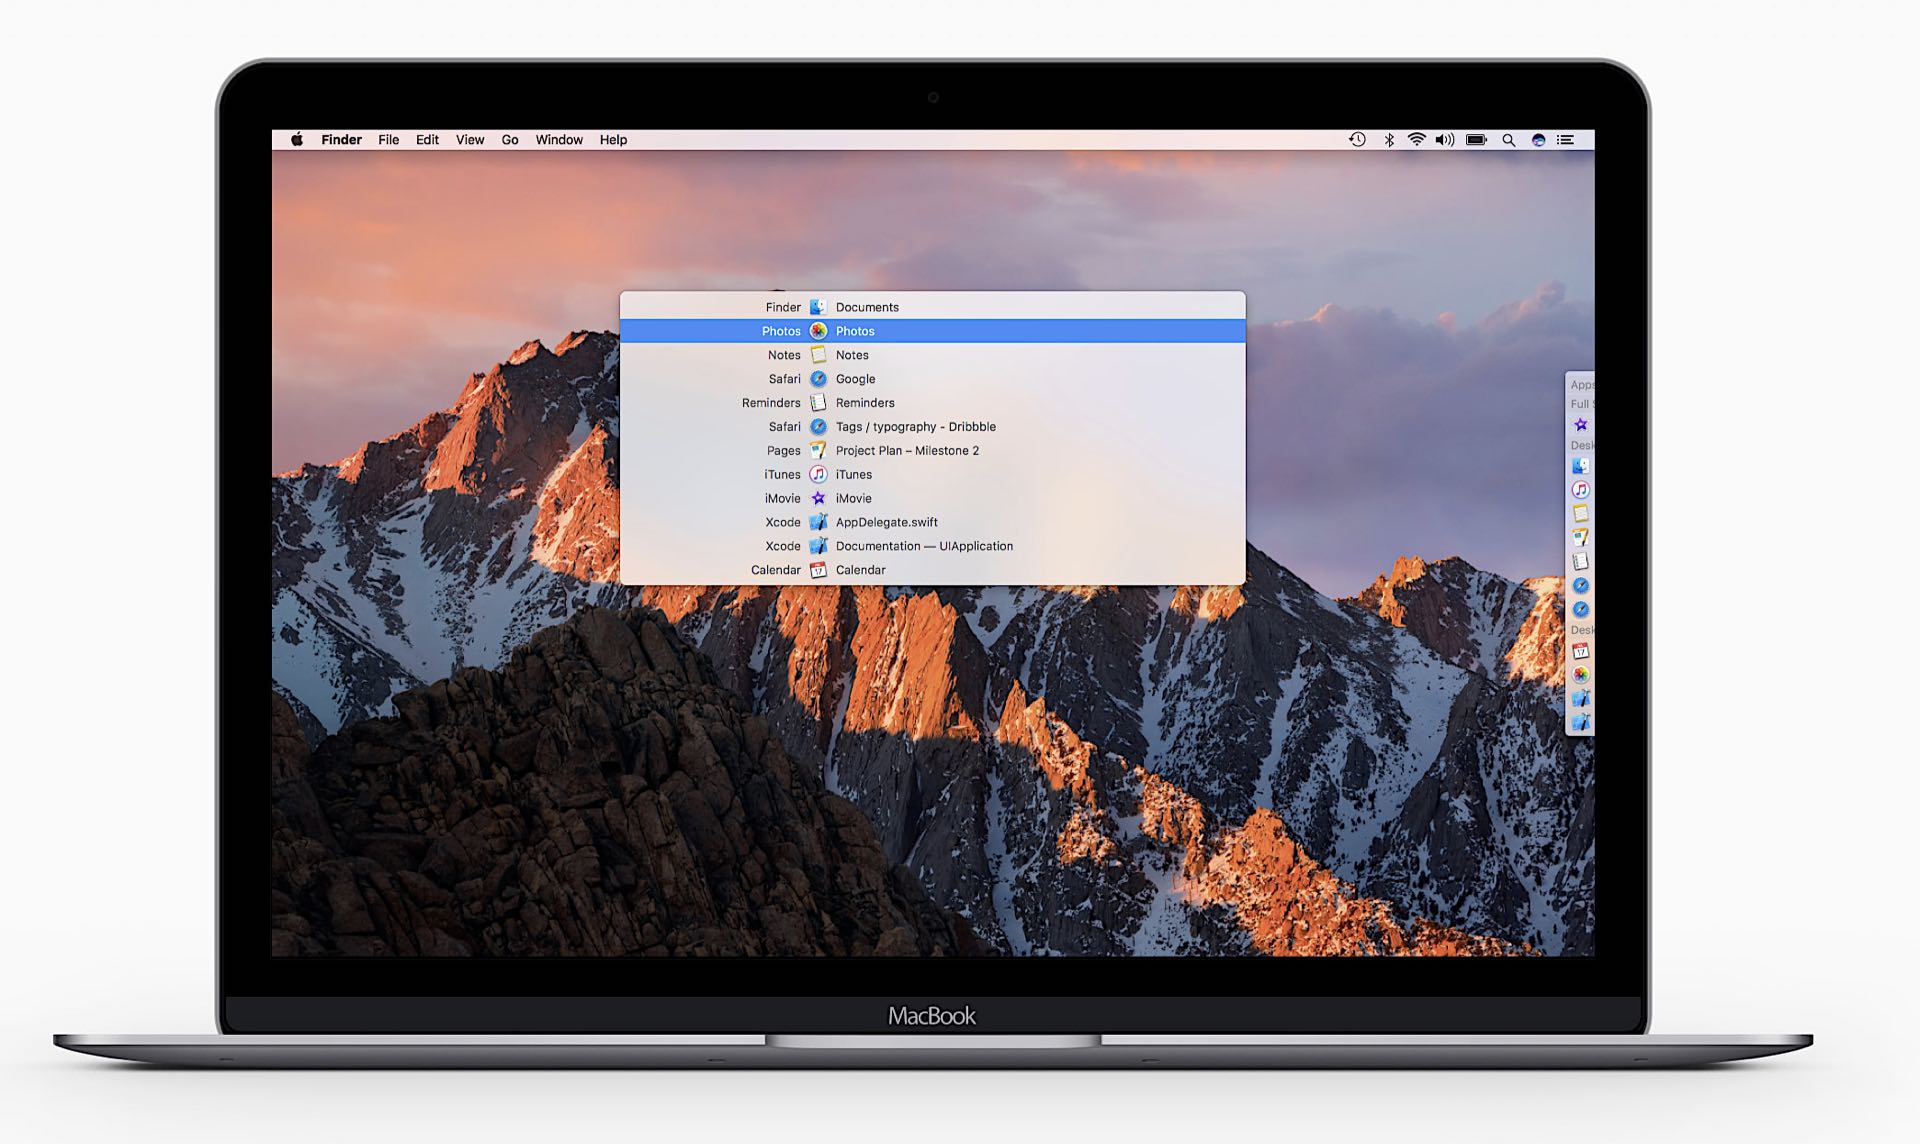 Finder File Edit View Go Window Help
Finder Documents
Photos Photos
Notes Notes
Safari Google
Reminders Reminders
Safari Tags / typography - Dribbble
Pages Project Plan – Milestone 2
iTunes iTunes
iMovie iMovie
Xcode AppDelegate.swift
Xcode Documentation — UIApplication
Calendar 17 Calendar
Apps
Full
Desk
Desk
17
MacBook